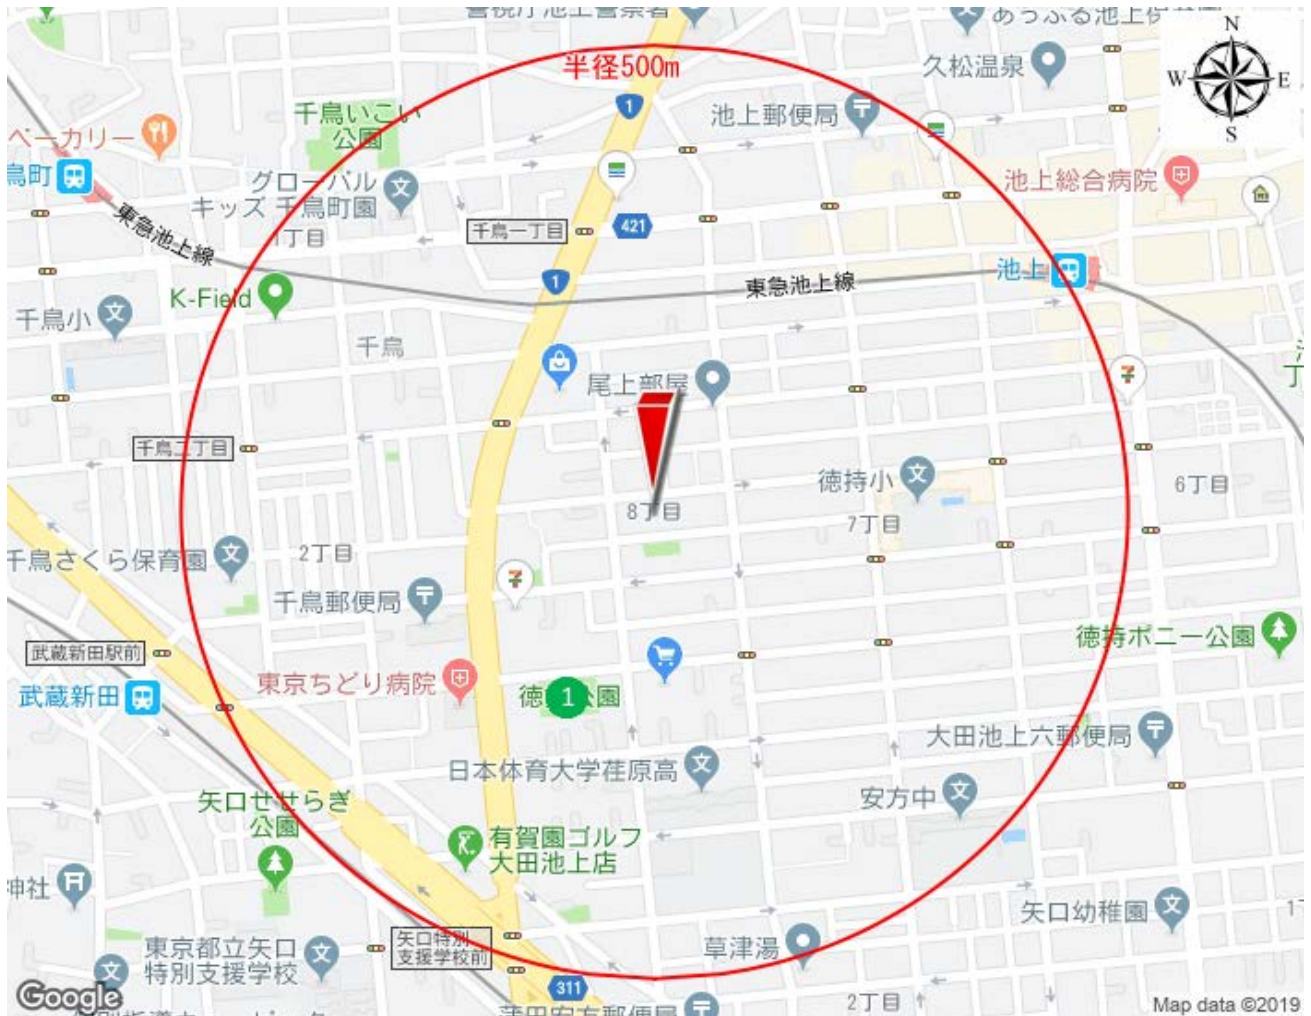 半径500m
N
W
E
S
久松温泉
千鳥いこい
公園
ベーカリー
鳥町
1
池上郵便局
グローバル
キッズ 千鳥町園
池上総合病院
千鳥一丁目
421
1丁目
東急池上線
1
池上
東急池上線
K-Field
千鳥小
千鳥
尾上部屋
千鳥二丁目
徳持小
6丁目
8丁目
7丁目
千鳥さくら保育園
2丁目
千鳥郵便局
武蔵新田駅前
徳持ポニー公園
武蔵新田
東京ちどり病院
1
公園
大田池上六郵便局
日本体育大学荏原高
安方中
矢口せせらぎ
公園
有賀園ゴルフ
大田池上店
神社
矢口幼稚園
矢口特別
支援学校前
東京都立矢口
特別支援学校
草津湯
311
2丁目
Google
Map data ©2019